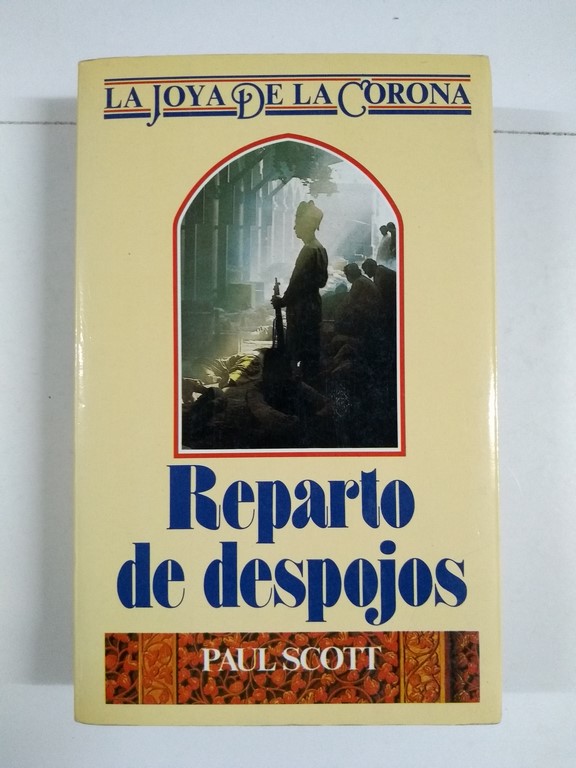 LA JOYA DE LA CORONA
Reparto
de despojos
PAUL SCOTT